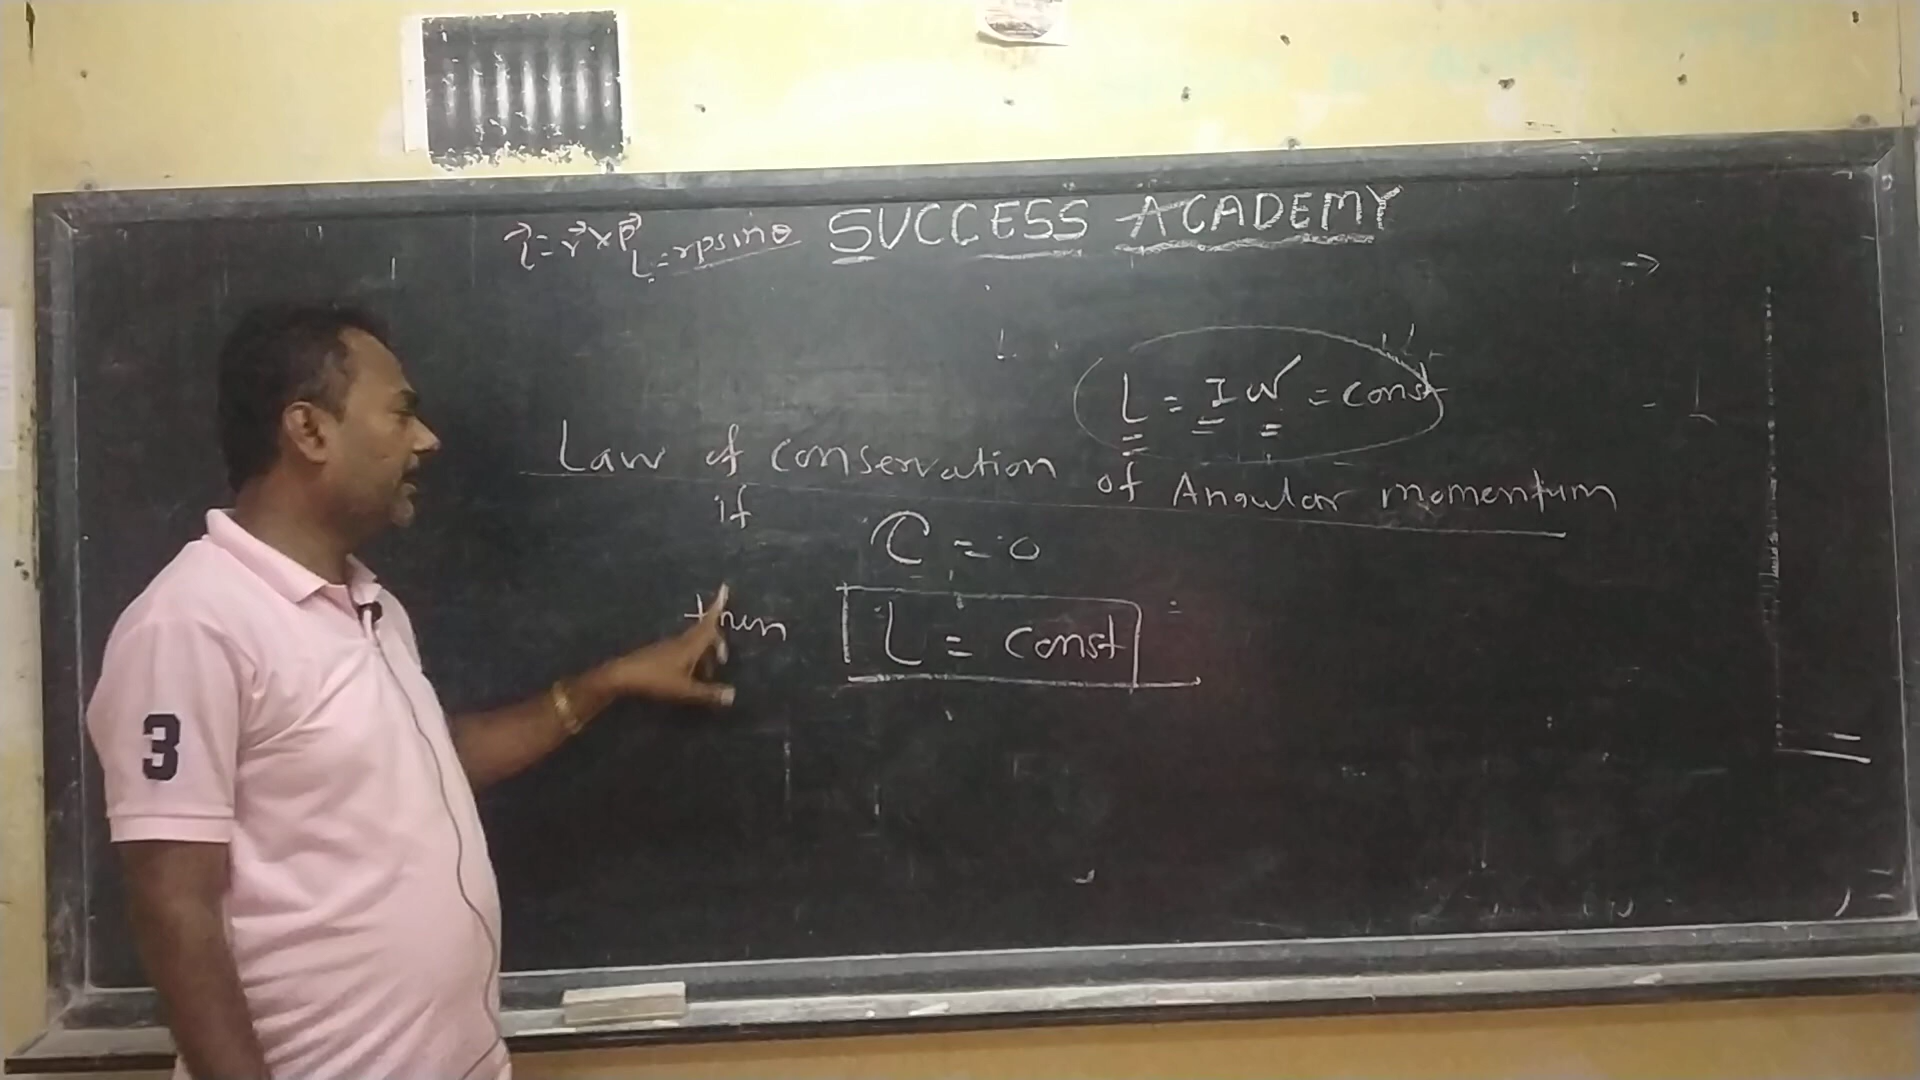 SUCCESS ACADEMY
L⃗ = r⃗ × P⃗
L = rpsinθ
L = I ω = const
Law of conservation of Angular momentum
if
τ = 0
then
L = const
3